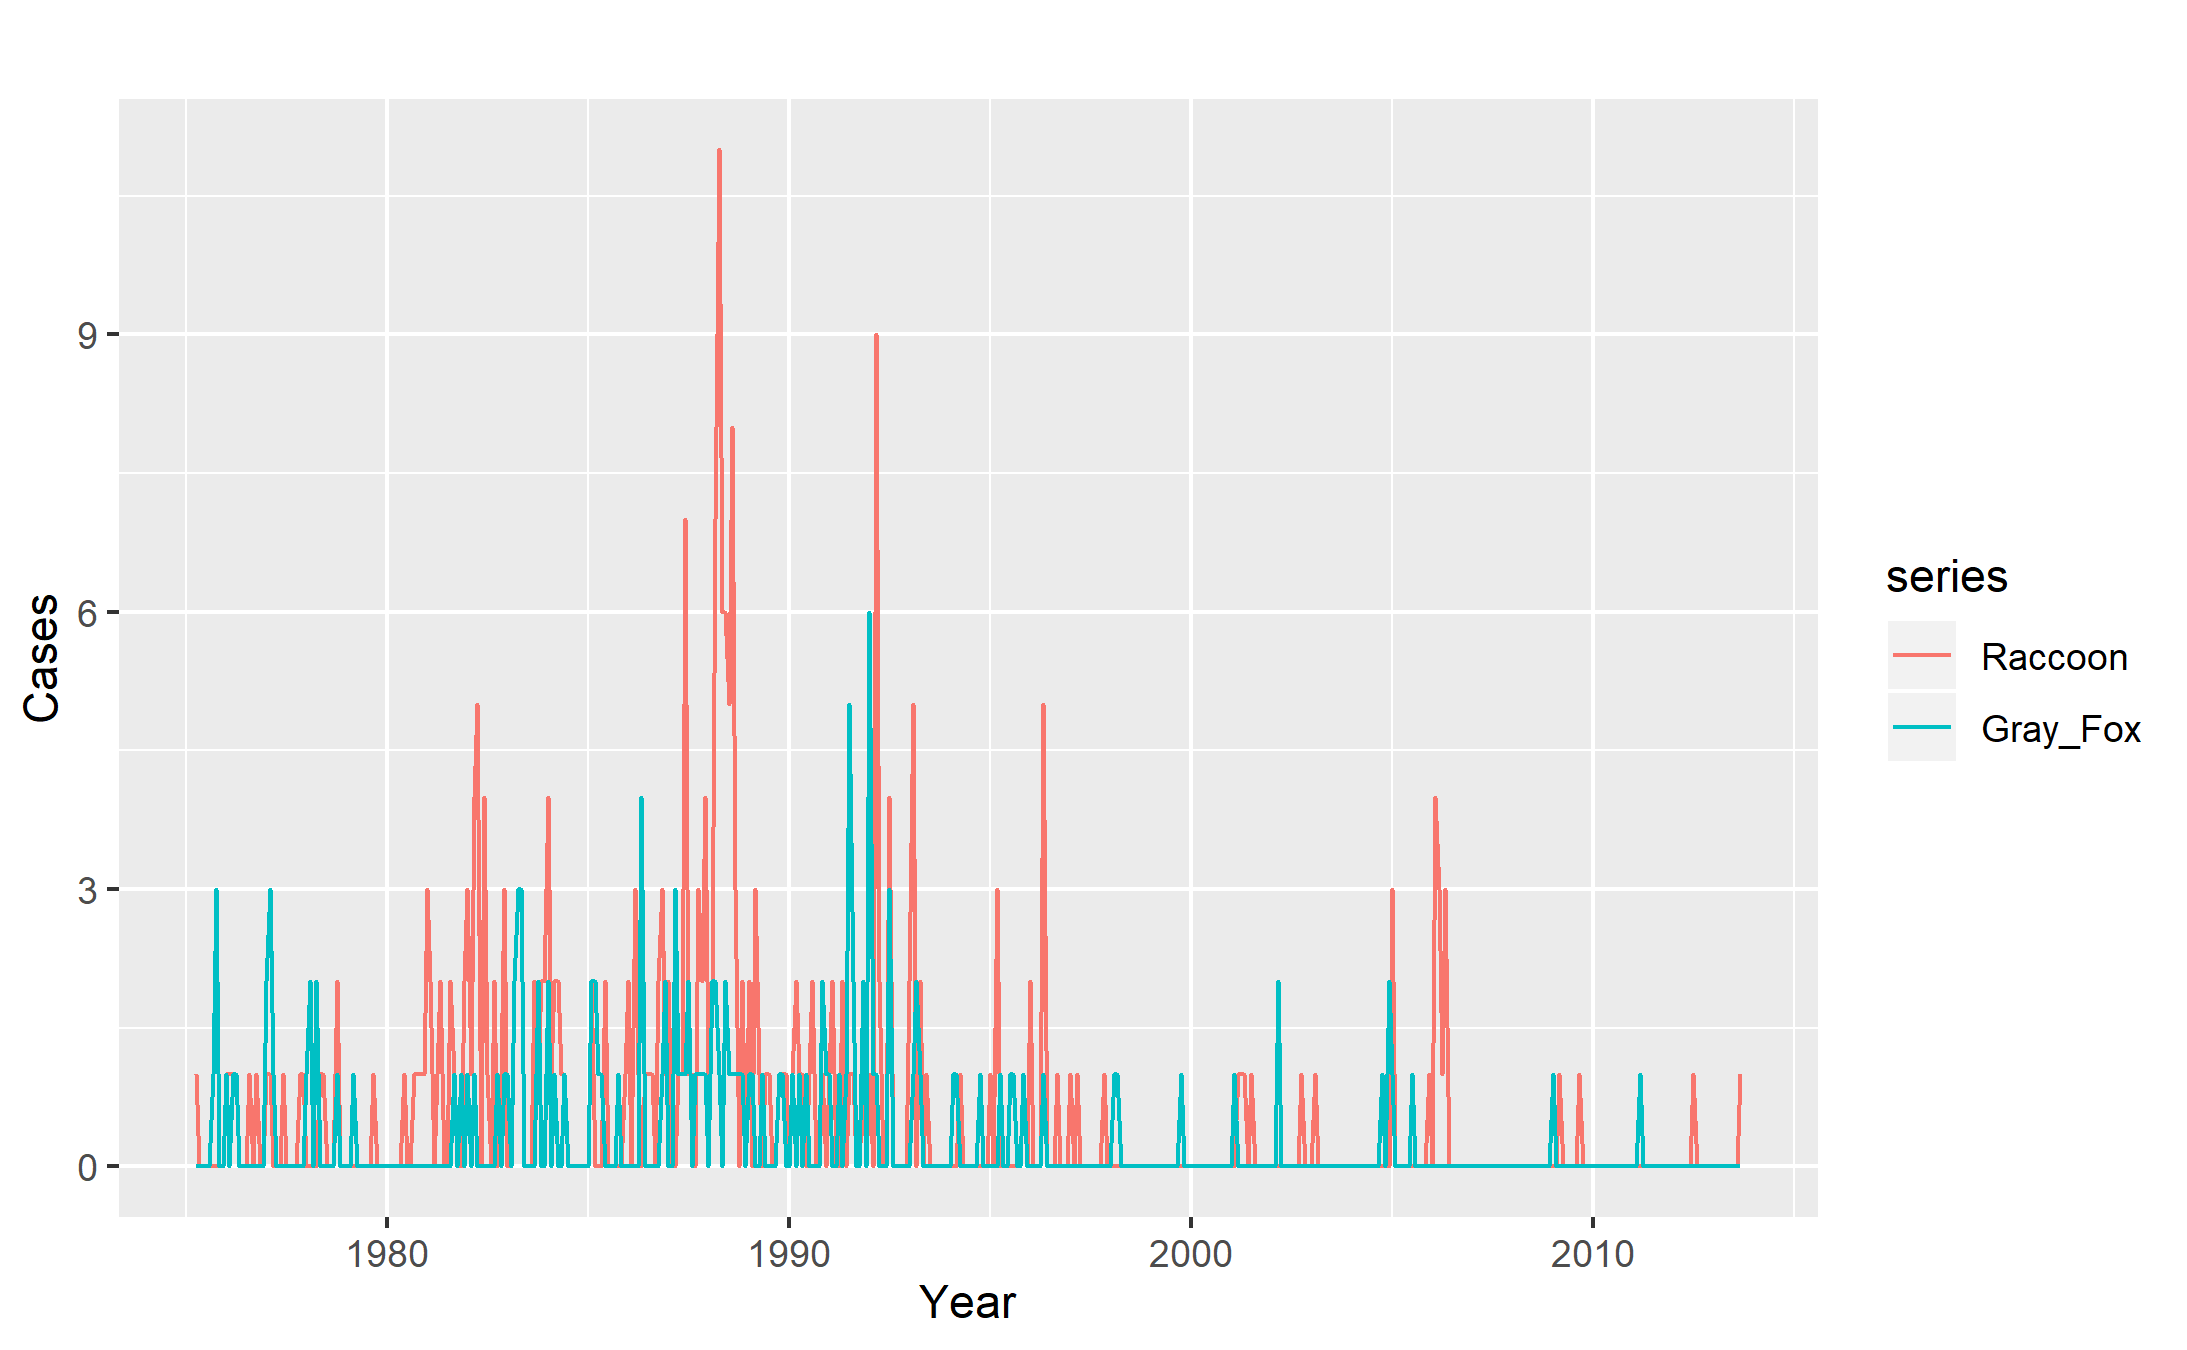 9
6
3
0
Cases
1980 1990 2000 2010
Year
series
Raccoon
Gray_Fox